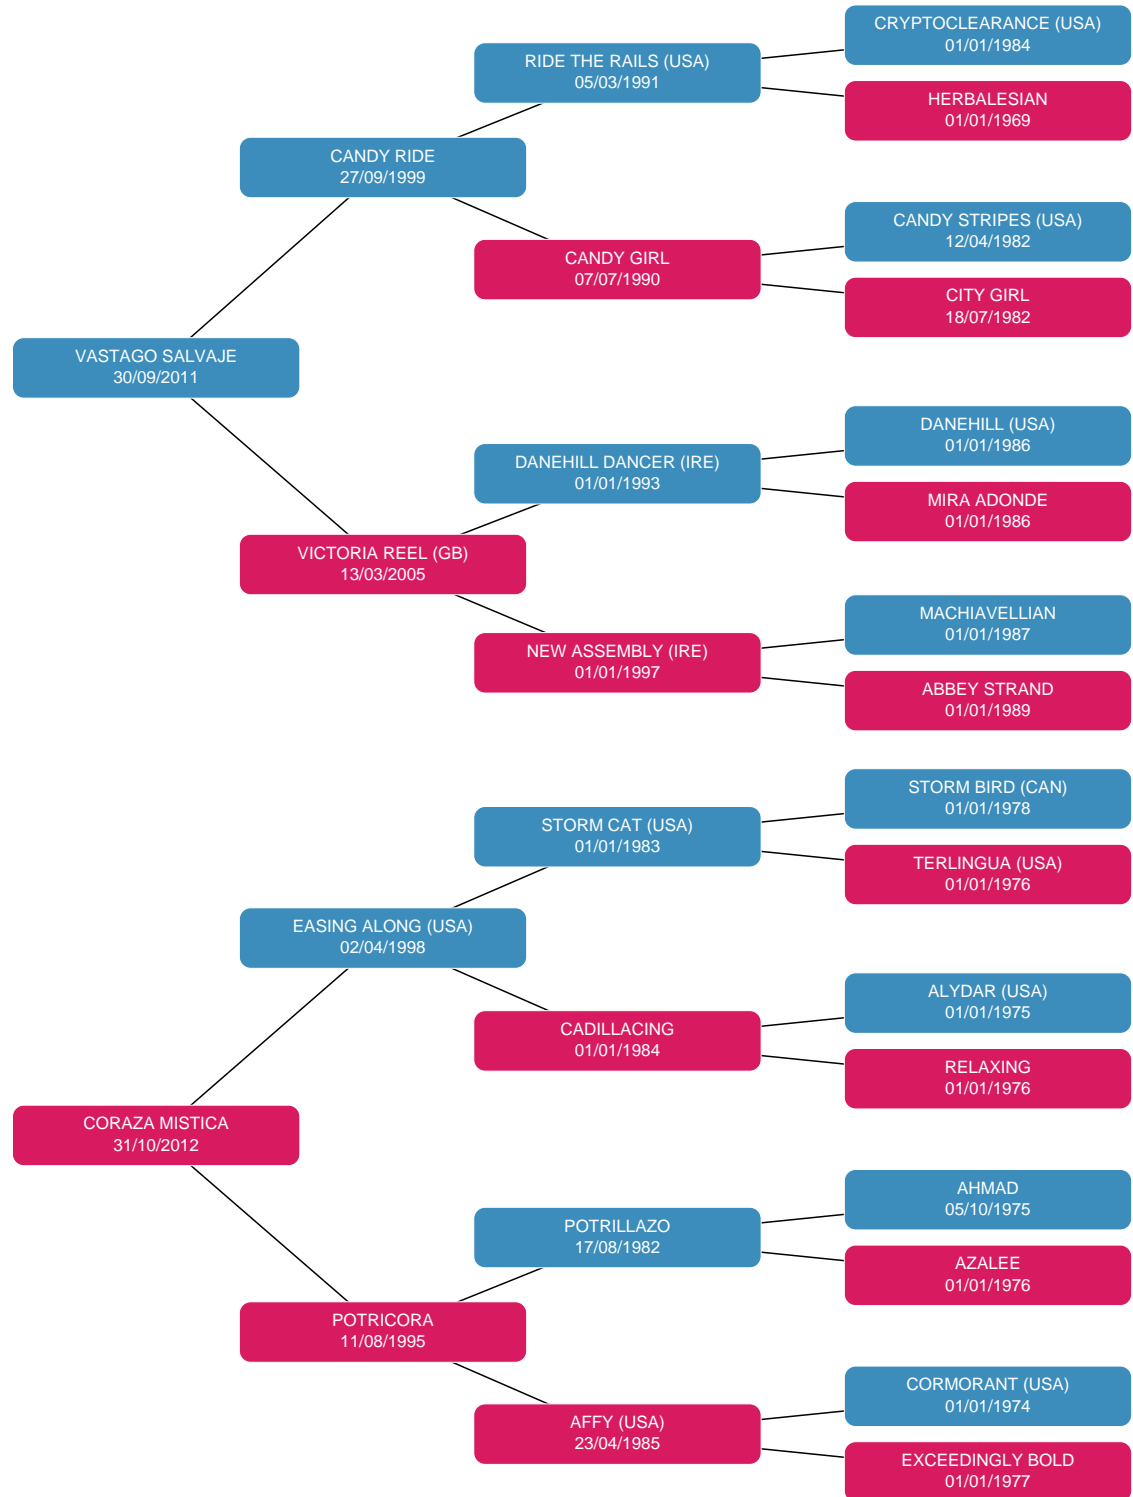 CRYPTOCLEARANCE (USA)
01/01/1984
RIDE THE RAILS (USA)
05/03/1991
HERBALESIAN
01/01/1969
CANDY RIDE
27/09/1999
CANDY STRIPES (USA)
12/04/1982
CANDY GIRL
07/07/1990
CITY GIRL
18/07/1982
VASTAGO SALVAJE
30/09/2011
DANEHILL (USA)
01/01/1986
DANEHILL DANCER (IRE)
01/01/1993
MIRA ADONDE
01/01/1986
VICTORIA REEL (GB)
13/03/2005
MACHIAVELLIAN
01/01/1987
NEW ASSEMBLY (IRE)
01/01/1997
ABBEY STRAND
01/01/1989
STORM BIRD (CAN)
01/01/1978
STORM CAT (USA)
01/01/1983
TERLINGUA (USA)
01/01/1976
EASING ALONG (USA)
02/04/1998
ALYDAR (USA)
01/01/1975
CADILLACING
01/01/1984
RELAXING
01/01/1976
CORAZA MISTICA
31/10/2012
AHMAD
05/10/1975
POTRILLAZO
17/08/1982
AZALEE
01/01/1976
POTRICORA
11/08/1995
CORMORANT (USA)
01/01/1974
AFFY (USA)
23/04/1985
EXCEEDINGLY BOLD
01/01/1977